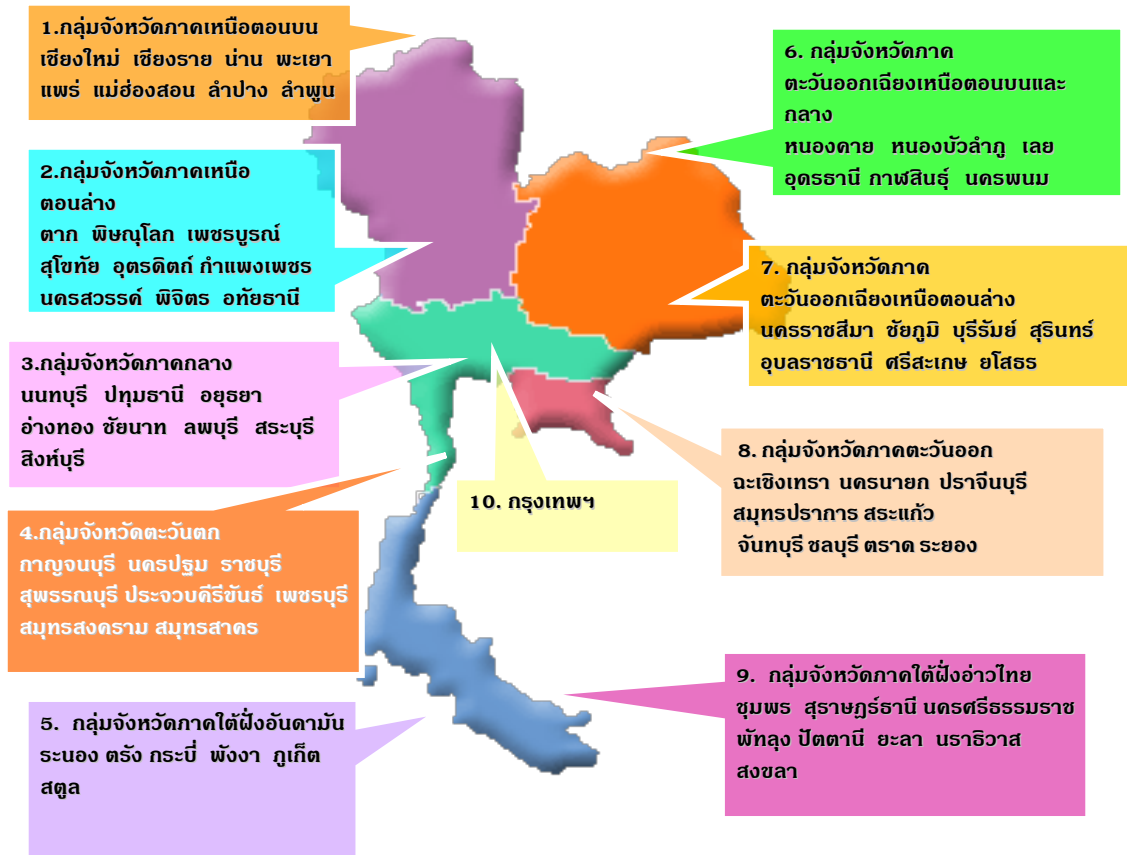 1.กลุ่มจังหวัดภาคเหนือตอนบน
เชียงใหม่ เชียงราย น่าน พะเยา
แพร่ แม่ฮ่องสอน ลำปาง ลำพูน
2.กลุ่มจังหวัดภาคเหนือ
ตอนล่าง
ตาก พิษณุโลก เพชรบูรณ์
สุโขทัย อุตรดิตถ์ กำแพงเพชร
นครสวรรค์ พิจิตร อทัยธานี
3.กลุ่มจังหวัดภาคกลาง
นนทบุรี ปทุมธานี อยุธยา
อ่างทอง ชัยนาท ลพบุรี สระบุรี
สิงห์บุรี
4.กลุ่มจังหวัดตะวันตก
กาญจนบุรี นครปฐม ราชบุรี
สุพรรณบุรี ประจวบคีรีขันธ์ เพชรบุรี
สมุทรสงคราม สมุทรสาคร
5. กลุ่มจังหวัดภาคใต้ฝั่งอันดามัน
ระนอง ตรัง กระบี่ พังงา ภูเก็ต
สตูล
6. กลุ่มจังหวัดภาค
ตะวันออกเฉียงเหนือตอนบนและ
กลาง
หนองคาย หนองบัวลำภู เลย
อุดรธานี กาฬสินธุ์ นครพนม
7. กลุ่มจังหวัดภาค
ตะวันออกเฉียงเหนือตอนล่าง
นครราชสีมา ชัยภูมิ บุรีรัมย์ สุรินทร์
อุบลราชธานี ศรีสะเกษ ยโสธร
8. กลุ่มจังหวัดภาคตะวันออก
ฉะเชิงเทรา นครนายก ปราจีนบุรี
สมุทรปราการ สระแก้ว
จันทบุรี ชลบุรี ตราด ระยอง
9. กลุ่มจังหวัดภาคใต้ฝั่งอ่าวไทย
ชุมพร สุราษฎร์ธานี นครศรีธรรมราช
พัทลุง ปัตตานี ยะลา นราธิวาส
สงขลา
10. กรุงเทพฯ